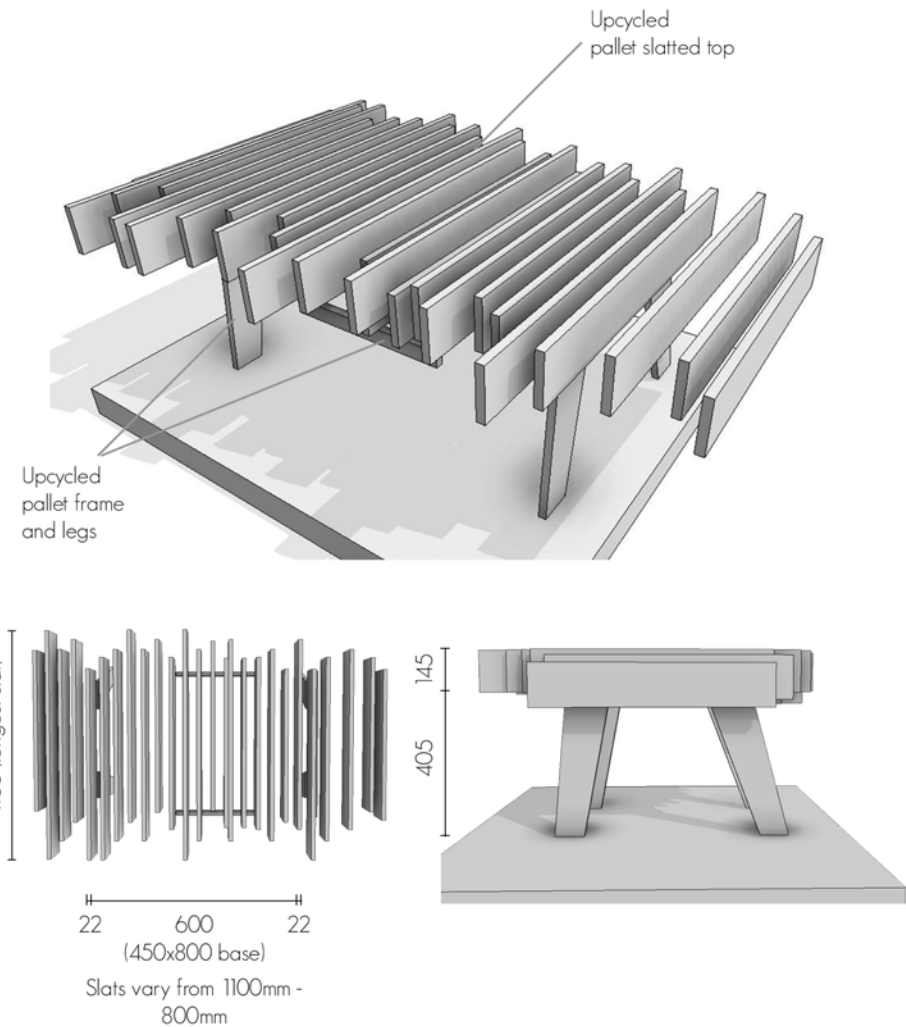 Upcycled
pallet slatted top
Upcycled
pallet frame
and legs
145
405
22
600
22
(450x800 base)
Slats vary from 1100mm -
800mm